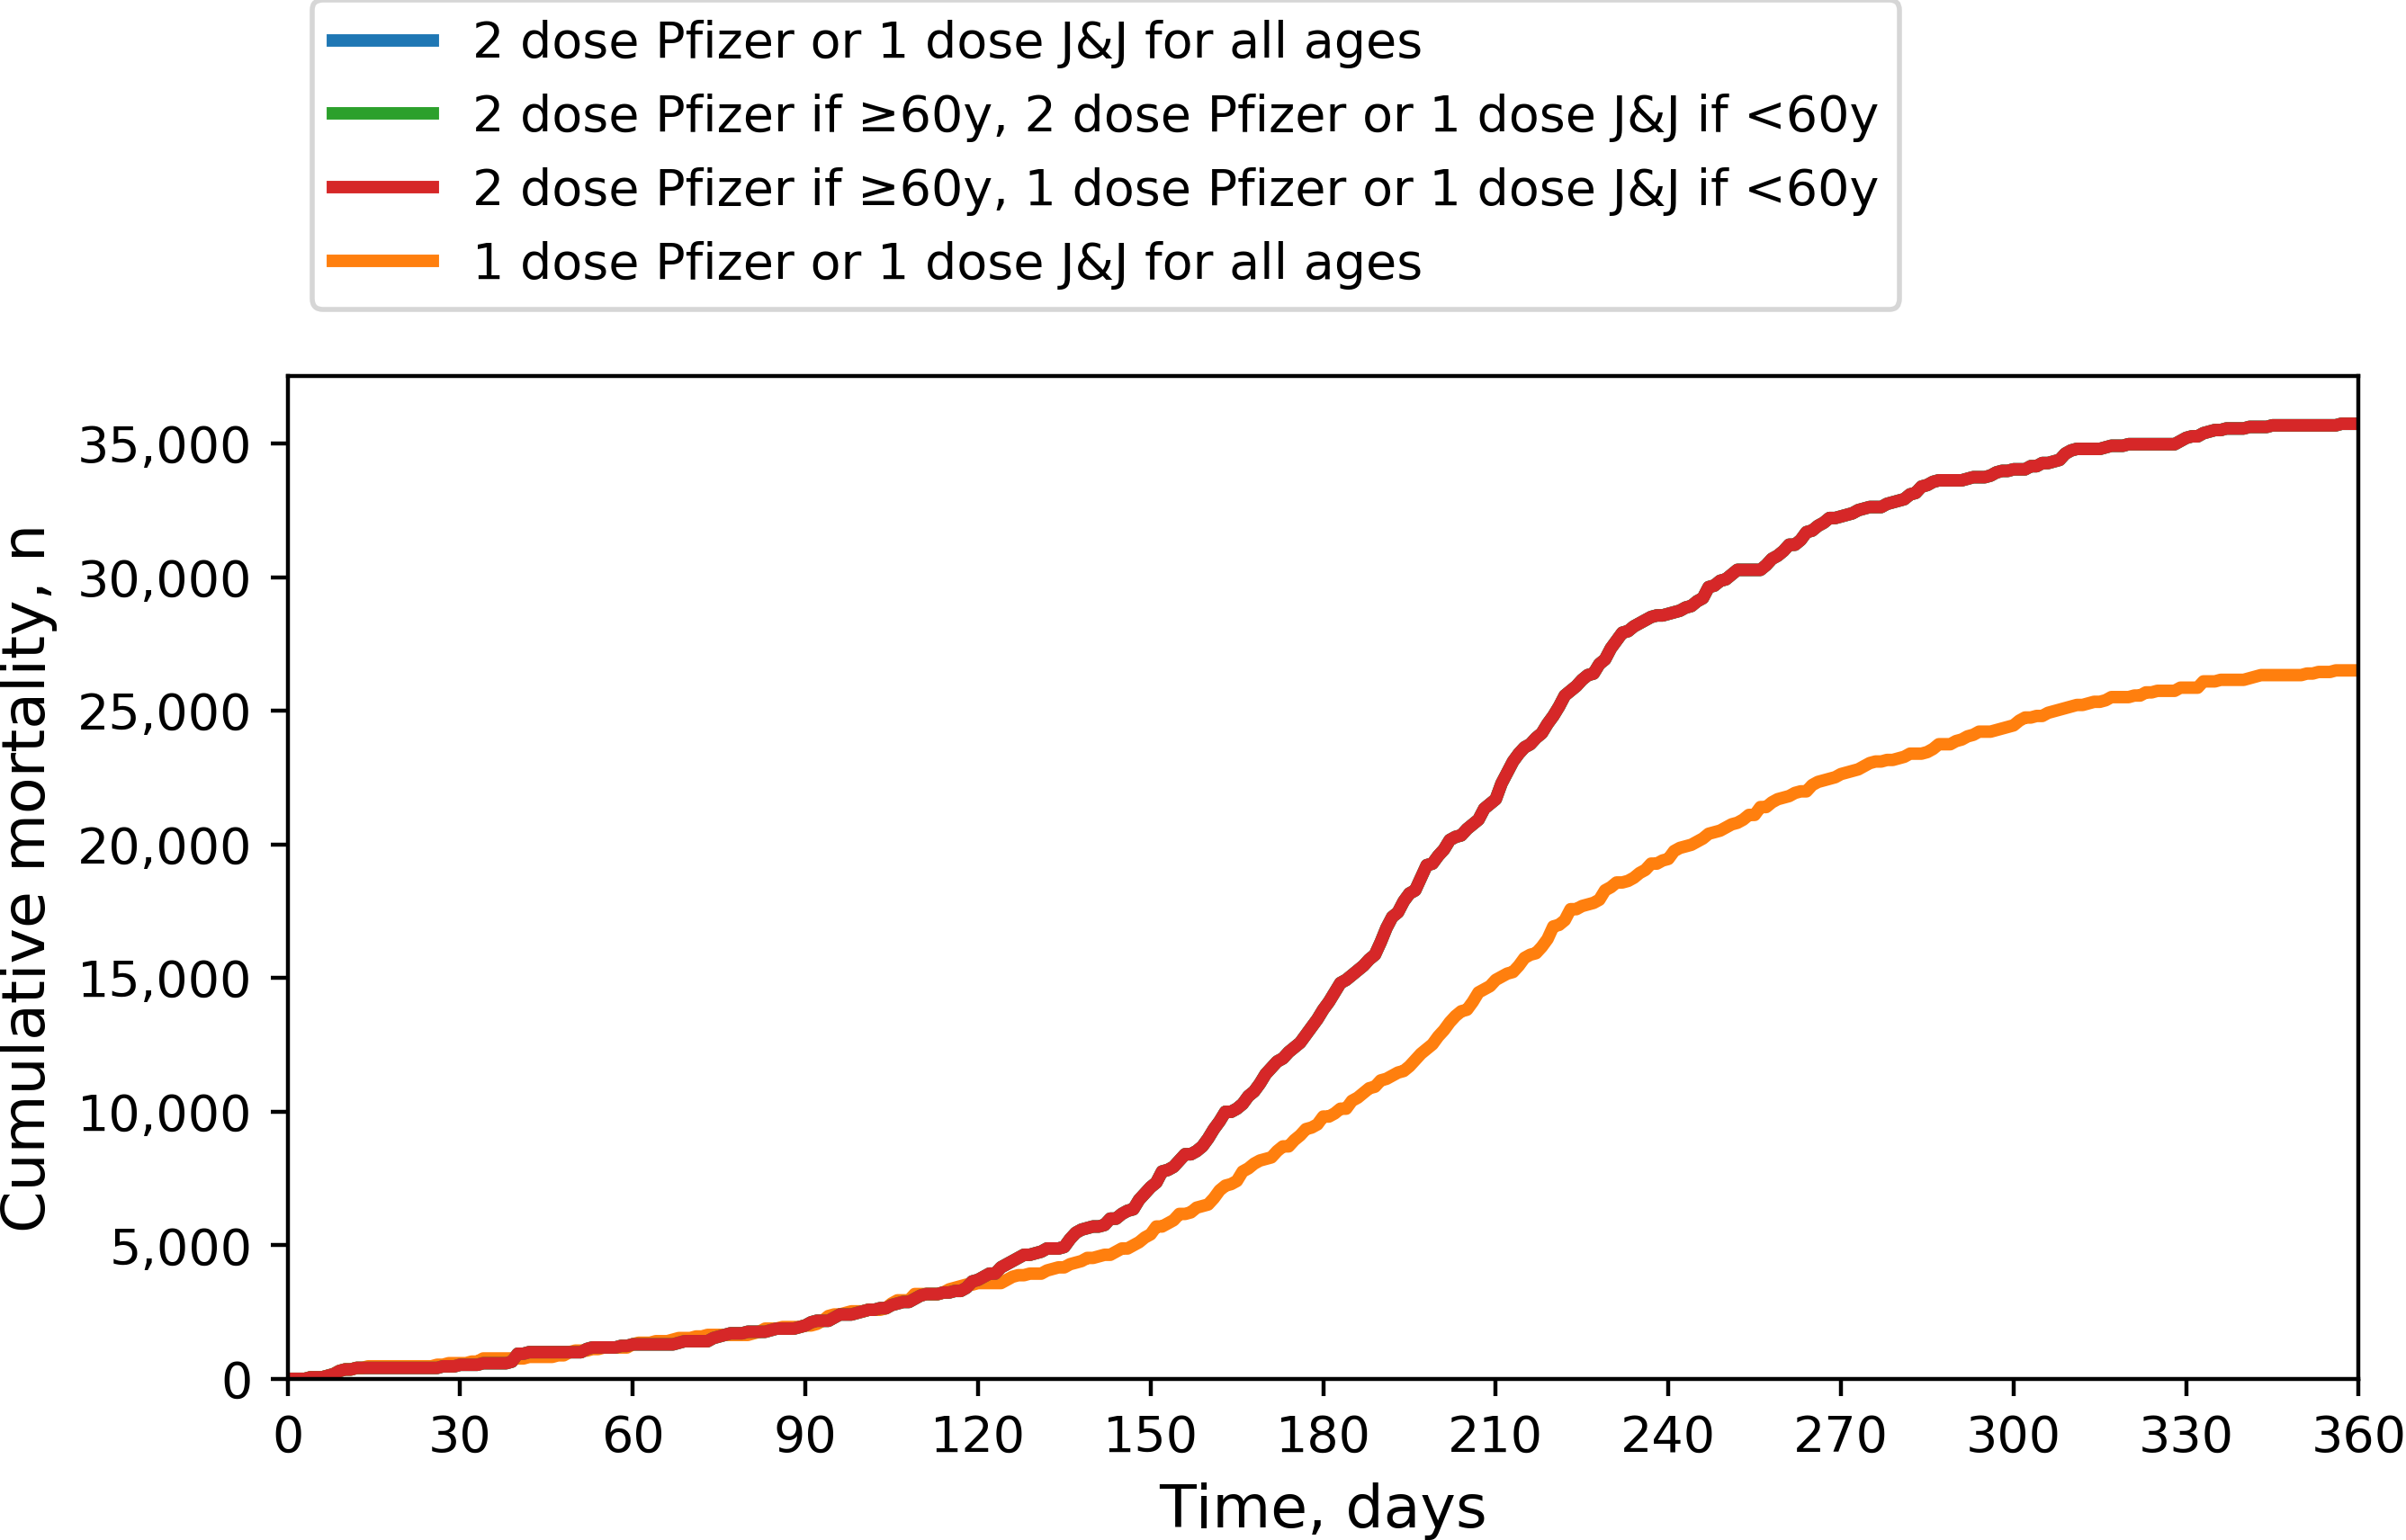 2 dose Pfizer or 1 dose J&J for all ages
2 dose Pfizer if ≥60y, 2 dose Pfizer or 1 dose J&J if <60y
2 dose Pfizer if ≥60y, 1 dose Pfizer or 1 dose J&J if <60y
1 dose Pfizer or 1 dose J&J for all ages
Cumulative mortality, n
35,000
30,000
25,000
20,000
15,000
10,000
5,000
0
0 30 60 90 120 150 180 210 240 270 300 330 360
Time, days